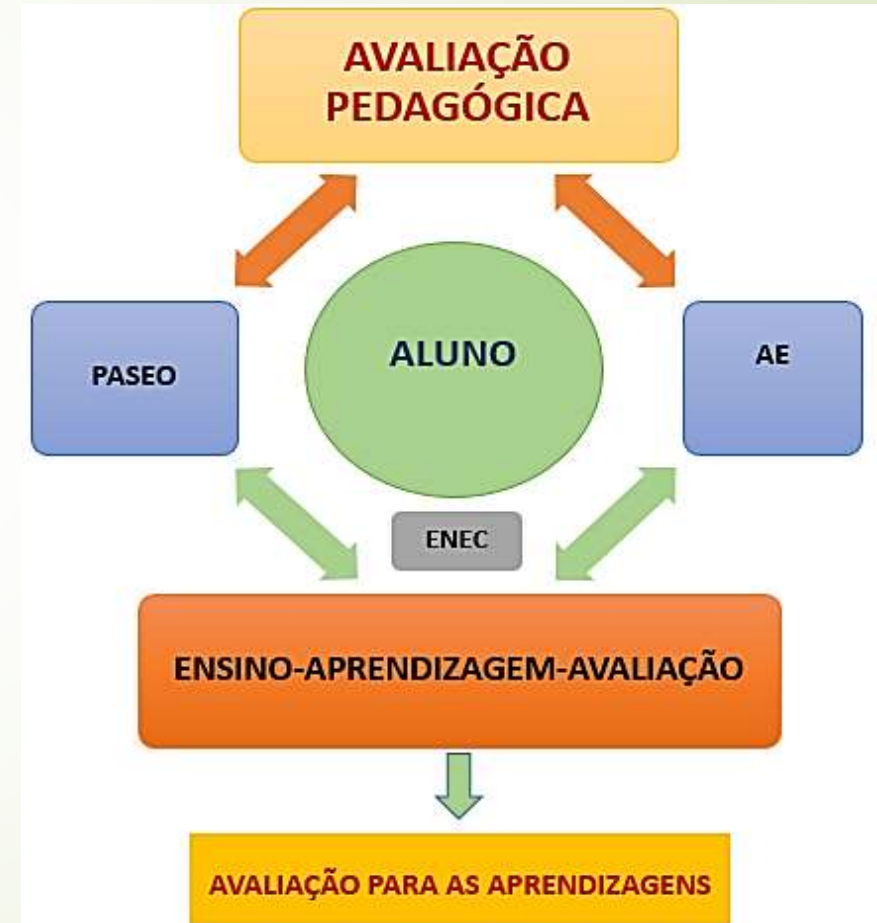 AVALIAÇÃO
PEDAGÓGICA
PASEO
ALUNO
AE
ENEC
ENSINO-APRENDIZAGEM-AVALIAÇÃO
AVALIAÇÃO PARA AS APRENDIZAGENS